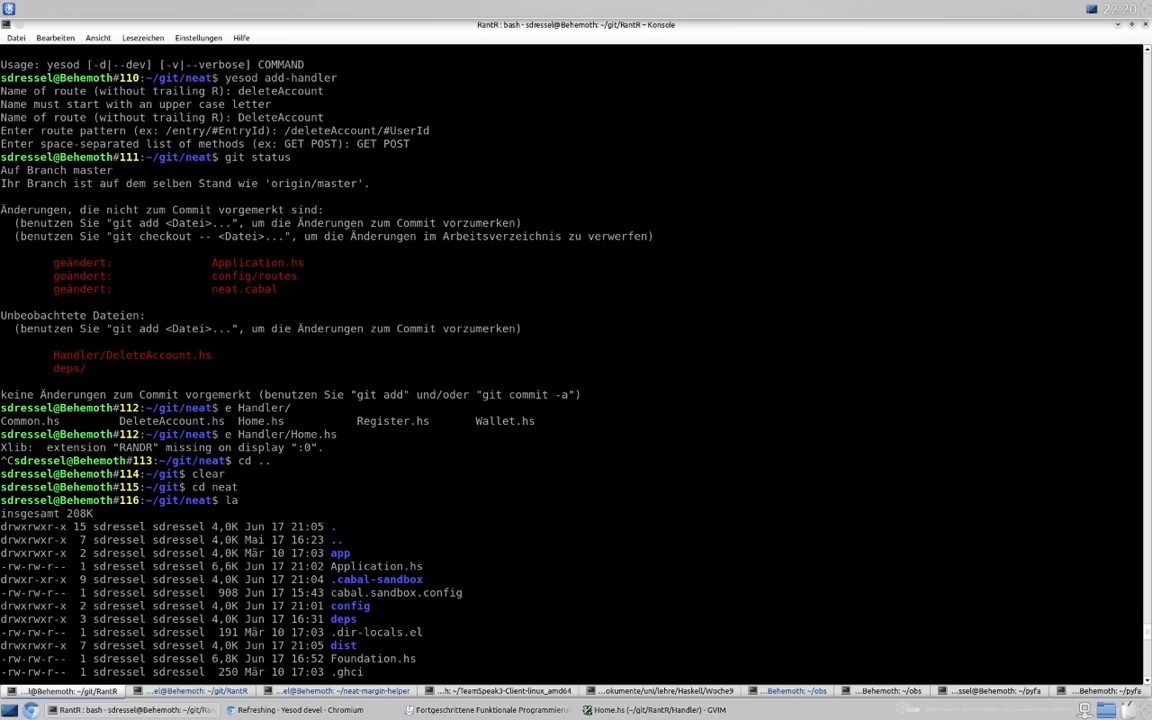 22:20
RantR : bash - sdressel@Behemoth: ~/git/RantR – Konsole
Datei Bearbeiten Ansicht Lesezeichen Einstellungen Hilfe
Usage: yesod [-d|--dev] [-v|--verbose] COMMAND
sdressel@Behemoth#110:~/git/neat$ yesod add-handler
Name of route (without trailing R): deleteAccount
Name must start with an upper case letter
Name of route (without trailing R): DeleteAccount
Enter route pattern (ex: /entry/#EntryId): /deleteAccount/#UserId
Enter space-separated list of methods (ex: GET POST): GET POST
sdressel@Behemoth#111:~/git/neat$ git status
Auf Branch master
Ihr Branch ist auf dem selben Stand wie 'origin/master'.
Änderungen, die nicht zum Commit vorgemerkt sind:
(benutzen Sie "git add <Datei>...", um die Änderungen zum Commit vorzumerken)
(benutzen Sie "git checkout -- <Datei>...", um die Änderungen im Arbeitsverzeichnis zu verwerfen)
geändert: Application.hs
geändert: config/routes
geändert: neat.cabal
Unbeobachtete Dateien:
(benutzen Sie "git add <Datei>...", um die Änderungen zum Commit vorzumerken)
Handler/DeleteAccount.hs
deps/
keine Änderungen zum Commit vorgemerkt (benutzen Sie "git add" und/oder "git commit -a")
sdressel@Behemoth#112:~/git/neat$ e Handler/
Common.hs DeleteAccount.hs Home.hs Register.hs Wallet.hs
sdressel@Behemoth#112:~/git/neat$ e Handler/Home.hs
Xlib: extension "RANDR" missing on display ":0".
^Csdressel@Behemoth#113:~/git/neat$ cd ..
sdressel@Behemoth#114:~/git$ clear
sdressel@Behemoth#115:~/git$ cd neat
sdressel@Behemoth#116:~/git/neat$ la
insgesamt 208K
drwxrwxr-x 15 sdressel sdressel 4,0K Jun 17 21:05 .
drwxrwxr-x 7 sdressel sdressel 4,0K Mai 17 16:23 ..
drwxrwxr-x 2 sdressel sdressel 4,0K Mär 10 17:03 app
-rw-rw-r-- 1 sdressel sdressel 6,6K Jun 17 21:02 Application.hs
drwxr-xr-x 9 sdressel sdressel 4,0K Jun 17 21:04 .cabal-sandbox
-rw-rw-r-- 1 sdressel sdressel 908 Jun 17 15:43 cabal.sandbox.config
drwxrwxr-x 2 sdressel sdressel 4,0K Jun 17 21:01 config
drwxrwxr-x 3 sdressel sdressel 4,0K Jun 17 16:31 deps
-rw-rw-r-- 1 sdressel sdressel 191 Mär 10 17:03 .dir-locals.el
drwxrwxr-x 7 sdressel sdressel 4,0K Jun 17 21:05 dist
-rw-rw-r-- 1 sdressel sdressel 6,8K Jun 17 16:52 Foundation.hs
-rw-rw-r-- 1 sdressel sdressel 250 Mär 10 17:03 .ghci
...l@Behemoth: ~/git/RantR ...el@Behemoth: ~/git/RantR ...el@Behemoth: ~/neat-margin-helper ...h: ~/TeamSpeak3-Client-linux_amd64 ...okumente/uni/lehre/Haskell/Woche9 ...Behemoth: ~/obs ...Behemoth: ~/obs ...ssel@Behemoth: ~/pyfa ...Behemoth: ~/pyfa
RantR : bash - sdressel@Behemoth: ~/git/Ran Refreshing - Yesod devel - Chromium Fortgeschrittene Funktionale Programmierun Home.hs (~/git/RantR/Handler) - GVIM